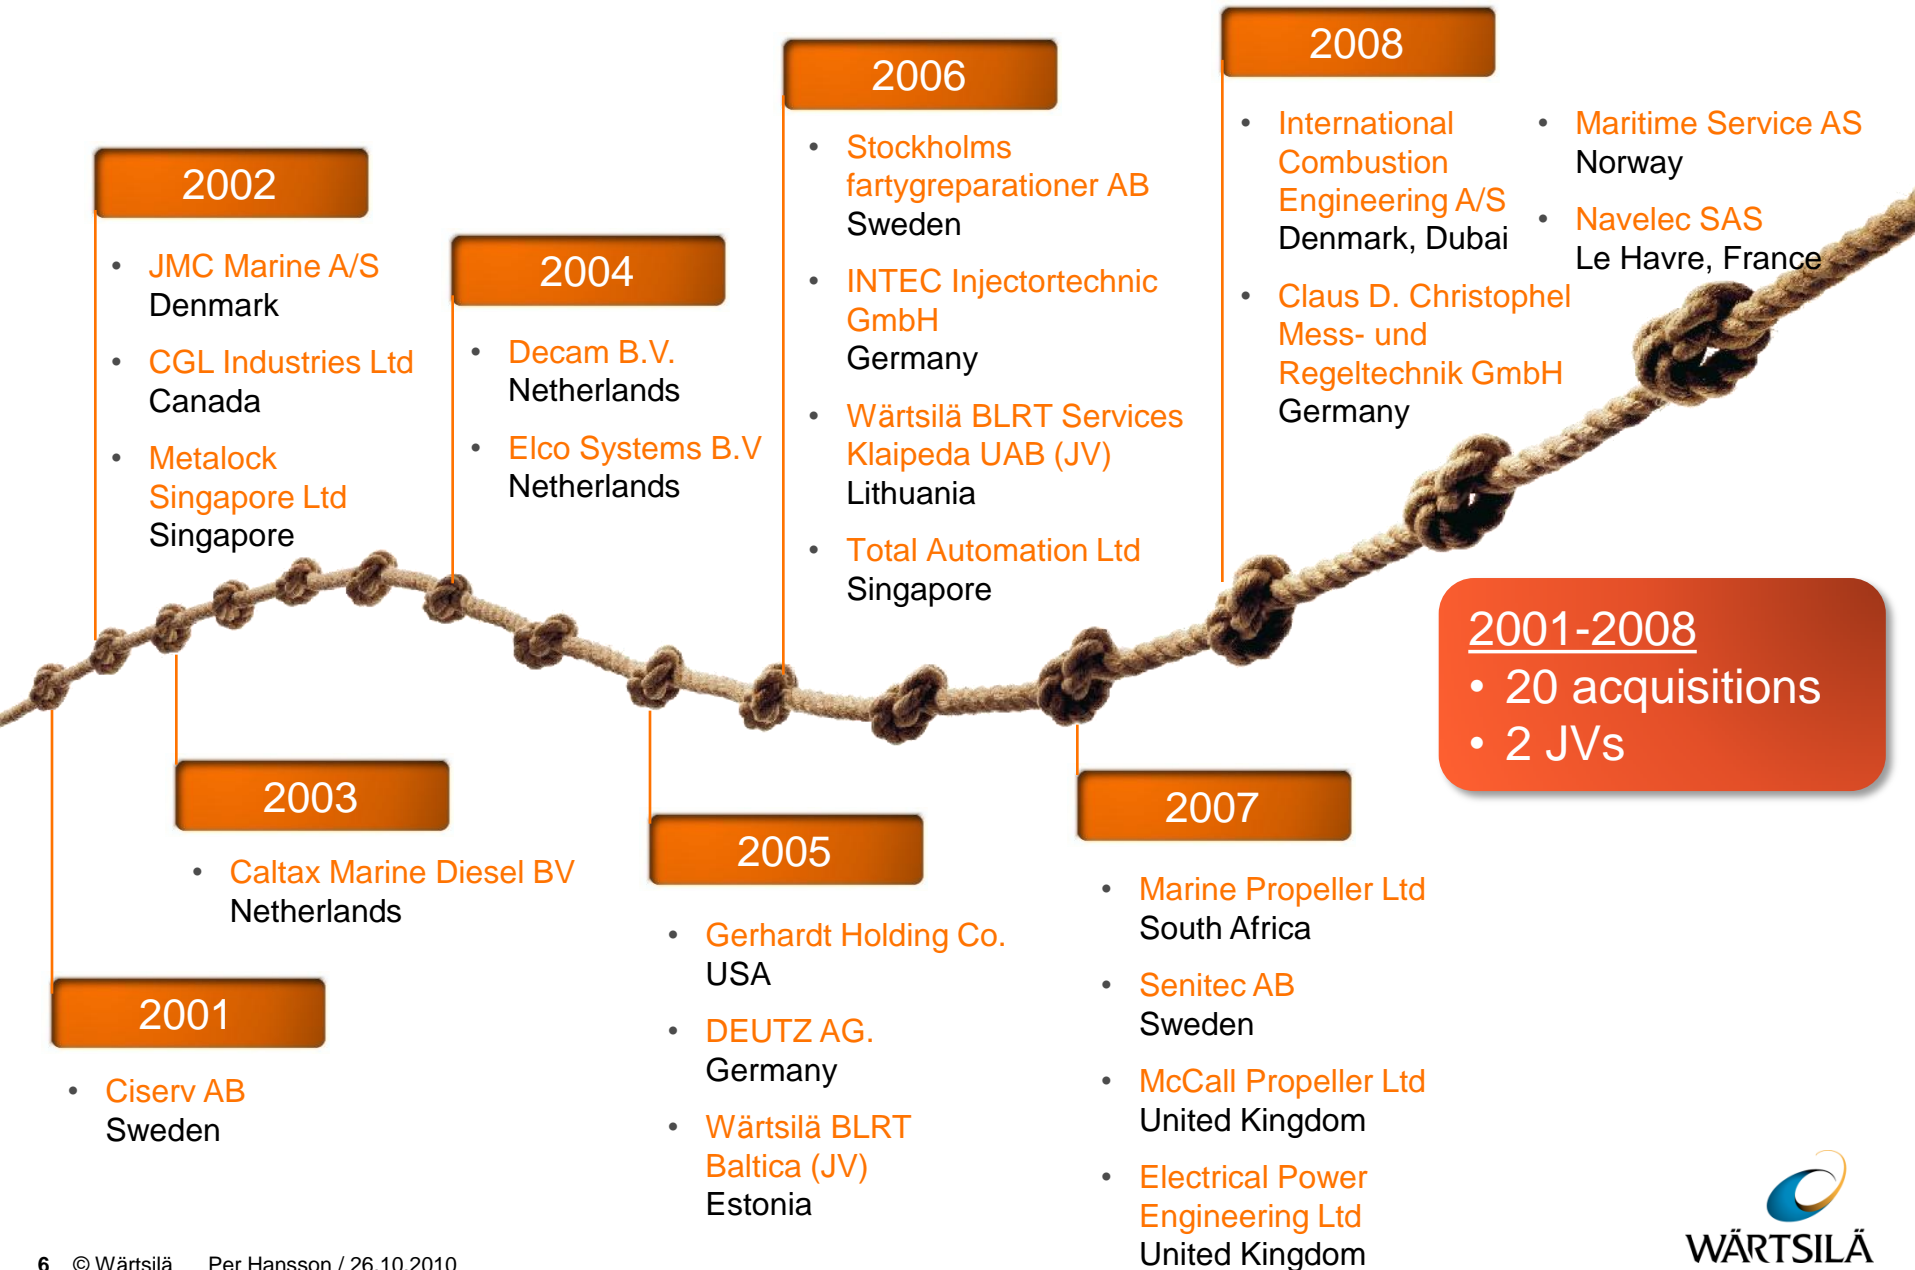 2001
• Ciserv AB
Sweden
2002
• JMC Marine A/S
Denmark
• CGL Industries Ltd
Canada
• Metalock
Singapore Ltd
Singapore
2003
• Caltax Marine Diesel BV
Netherlands
2004
• Decam B.V.
Netherlands
• Elco Systems B.V
Netherlands
2005
• Gerhardt Holding Co.
USA
• DEUTZ AG.
Germany
• Wärtsilä BLRT
Baltica (JV)
Estonia
2006
• Stockholms
fartygreparationer AB
Sweden
• INTEC Injectortechnic
GmbH
Germany
• Wärtsilä BLRT Services
Klaipeda UAB (JV)
Lithuania
• Total Automation Ltd
Singapore
2007
• Marine Propeller Ltd
South Africa
• Senitec AB
Sweden
• McCall Propeller Ltd
United Kingdom
• Electrical Power
Engineering Ltd
United Kingdom
2008
• International
Combustion
Engineering A/S
Denmark, Dubai
• Claus D. Christophel
Mess- und
Regeltechnik GmbH
Germany
• Maritime Service AS
Norway
• Navelec SAS
Le Havre, France
2001-2008
• 20 acquisitions
• 2 JVs
6 © Wärtsilä Per Hansson / 26.10.2010
WÄRTSILÄ